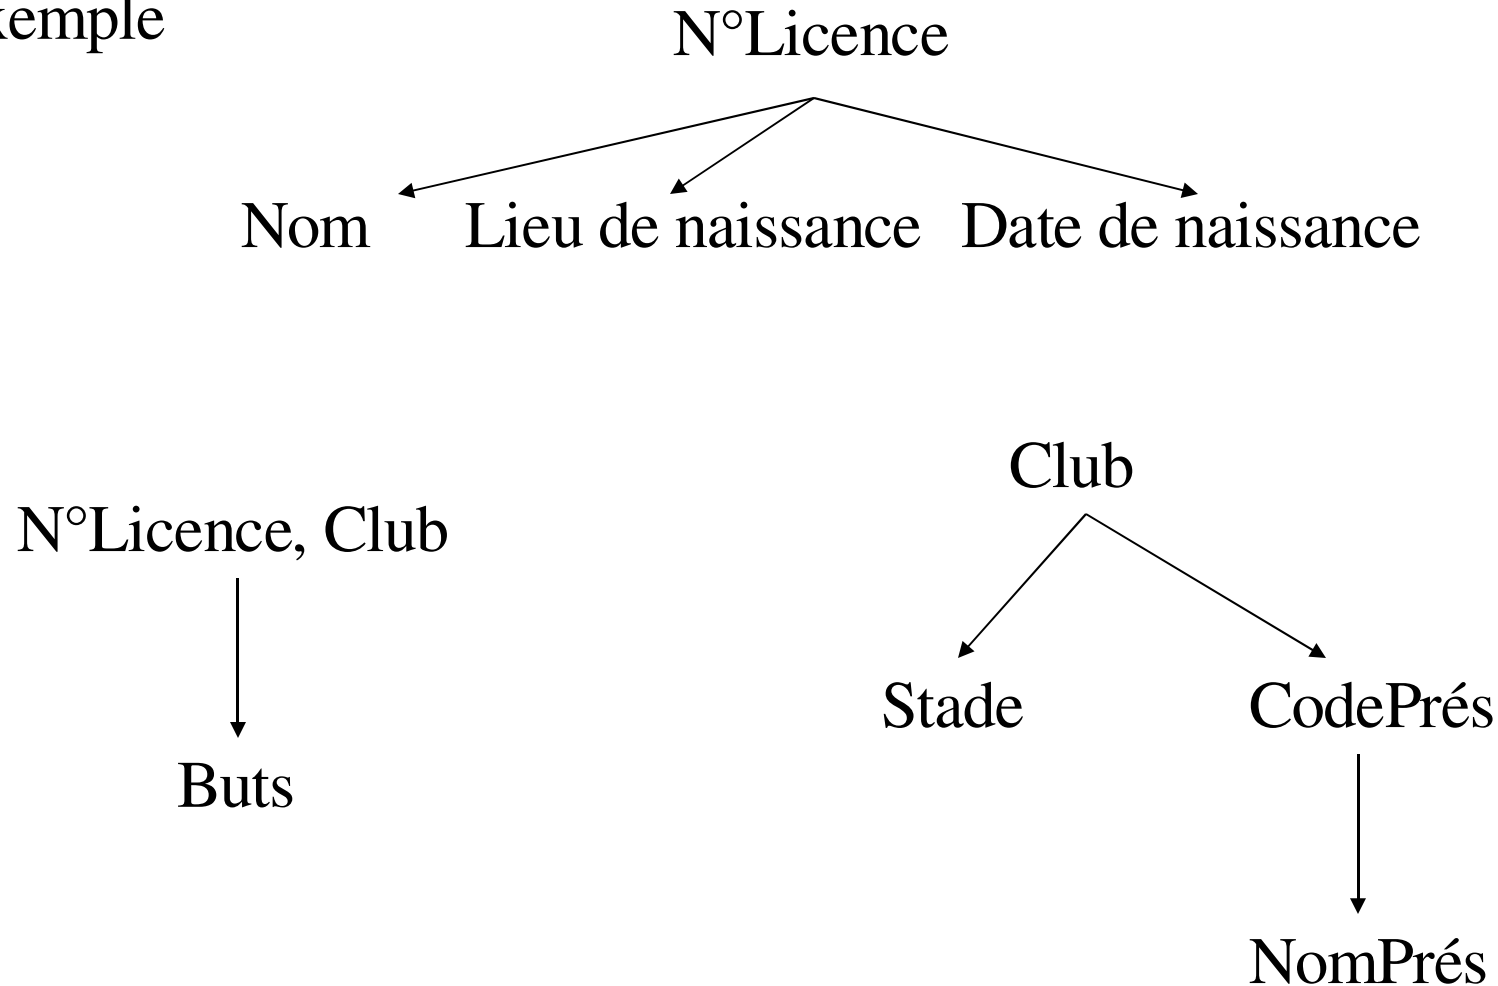 xemple
N°Licence
Nom Lieu de naissance Date de naissance
Club
N°Licence, Club
Stade CodePrés
Buts
NomPrés